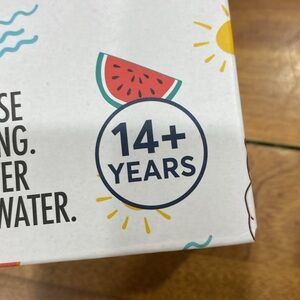 SE
NG.
ER
WATER.
14+
YEARS